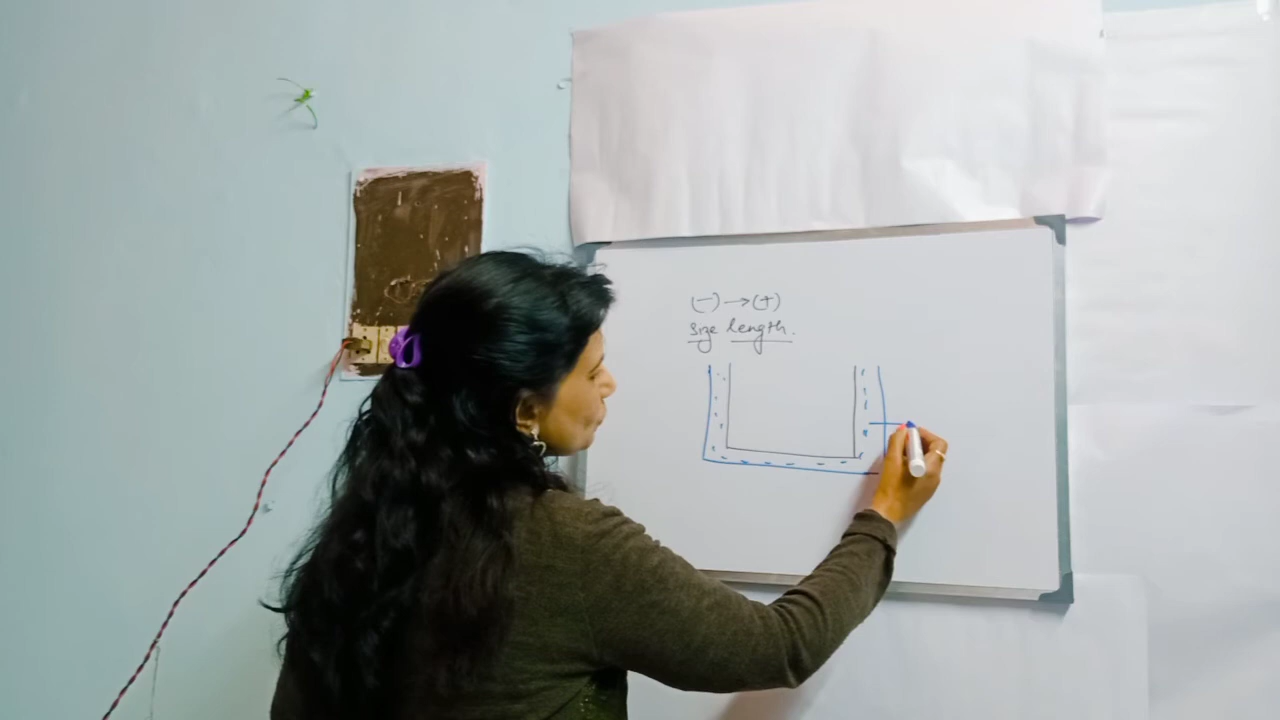 (-) → (+)
Size length.